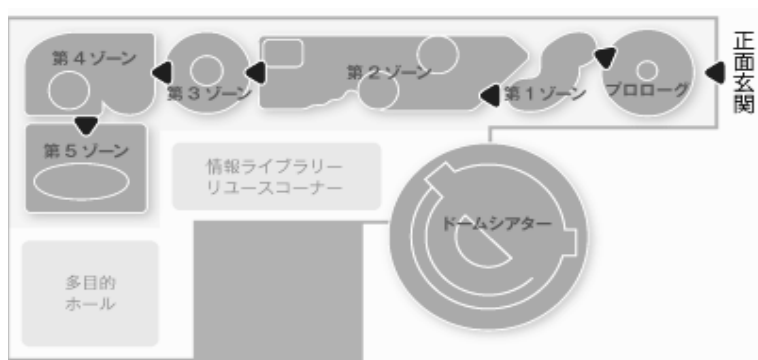 正面玄関
プロローグ
第1ゾーン
第2ゾーン
第3ゾーン
第4ゾーン
第5ゾーン
情報ライブラリー
リユースコーナー
ドームシアター
多目的
ホール